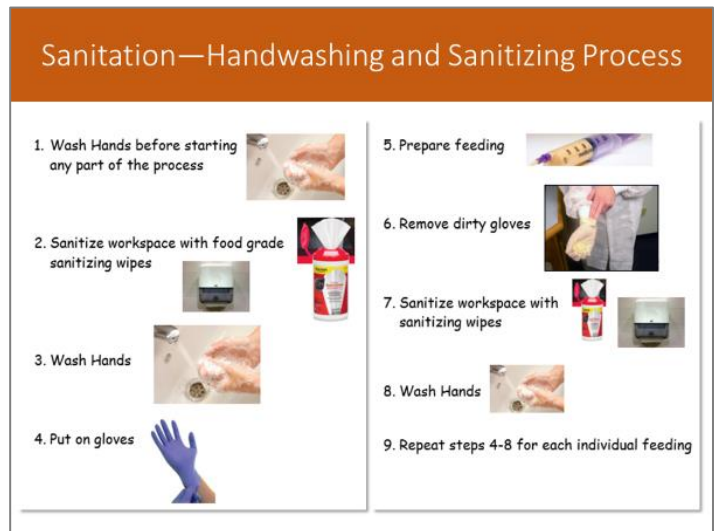 Sanitation—Handwashing and Sanitizing Process
1. Wash Hands before starting
any part of the process
2. Sanitize workspace with food grade
sanitizing wipes
3. Wash Hands
4. Put on gloves
5. Prepare feeding
6. Remove dirty gloves
7. Sanitize workspace with
sanitizing wipes
8. Wash Hands
9. Repeat steps 4-8 for each individual feeding